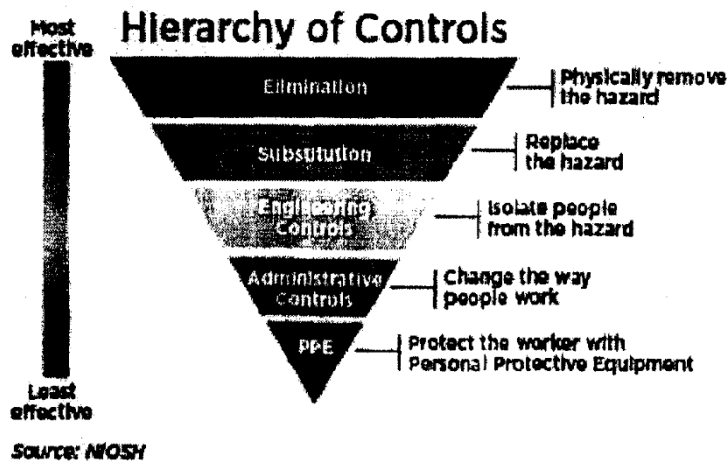 Most
effective
Hierarchy of Controls
Elimination
Physically remove
the hazard
Substitution
Replace
the hazard
Engineering
Controls
Isolate people
from the hazard
Administrative
Controls
Change the way
people work
PPE
Protect the worker with
Personal Protective Equipment
Least
effective
Source: NIOSH